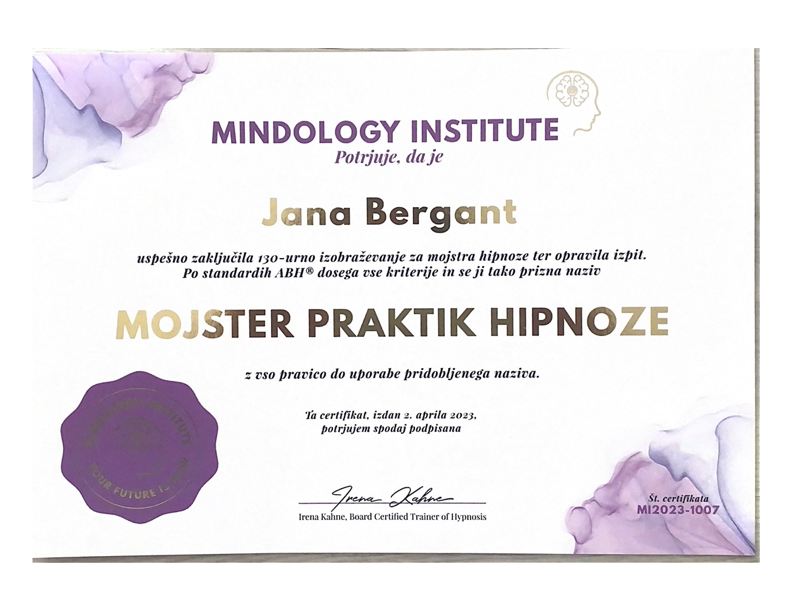 MINDOLOGY INSTITUTE
Potrjuje, da je
Jana Bergant
uspešno zaključila 130-urno izobraževanje za mojstra hipnoze ter opravila izpit.
Po standardih ABH® dosega vse kriterije in se ji tako prizna naziv
MOJSTER PRAKTIK HIPNOZE
z vso pravico do uporabe pridobljenega naziva.
Ta certifikat, izdan 2. aprila 2023,
potrjujem spodaj podpisana
Irena Kahne
Irena Kahne, Board Certified Trainer of Hypnosis
MINDOLOGY INSTITUTE
YOUR FUTURE IS
Št. certifikata
MI2023-1007